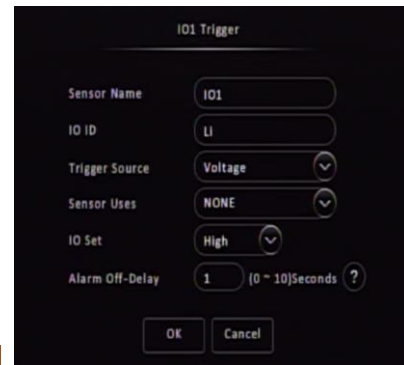 IO1 Trigger
Sensor Name IO1
IO ID LI
Trigger Source Voltage
Sensor Uses NONE
IO Set High
Alarm Off-Delay 1 (0 ~ 10)Seconds ?
OK Cancel